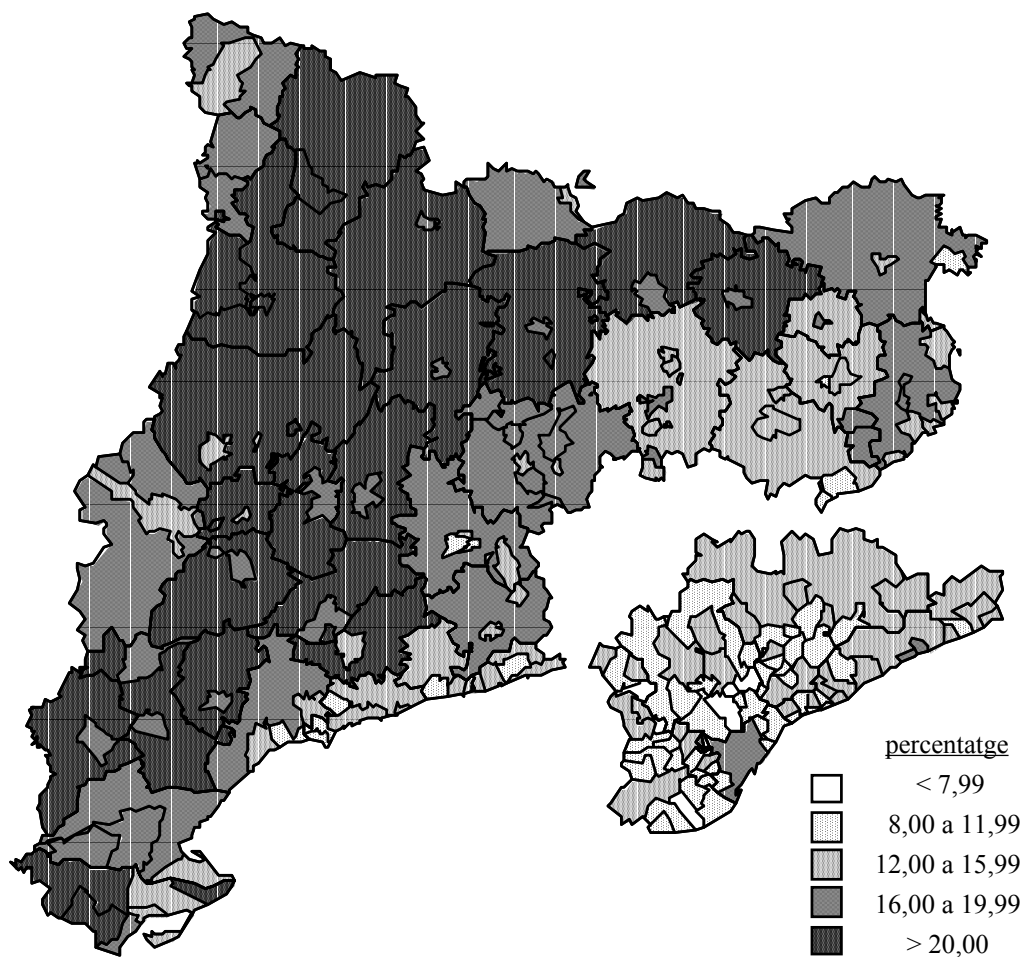 percentatge
< 7,99
8,00 a 11,99
12,00 a 15,99
16,00 a 19,99
> 20,00